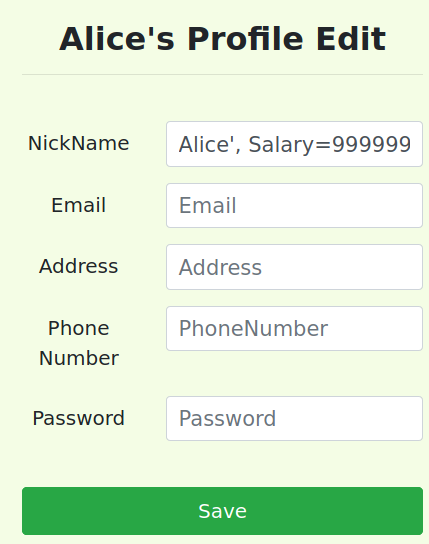 Alice's Profile Edit
NickName
Alice', Salary=999999
Email
Email
Address
Address
Phone
Number
PhoneNumber
Password
Password
Save